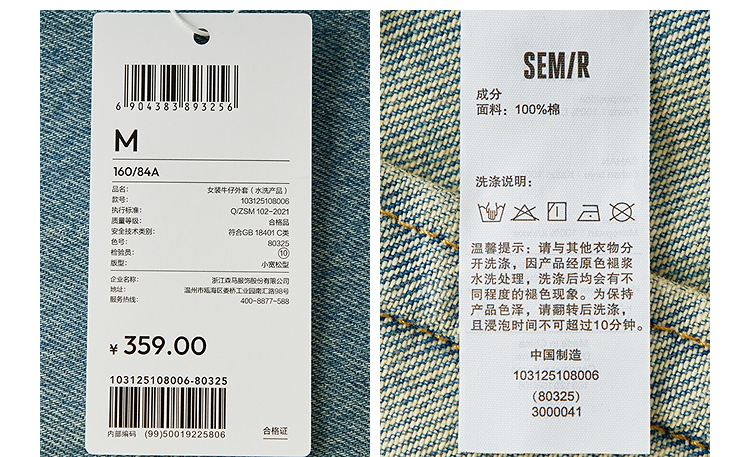 6 904383 893256
M
160/84A
品名: 女装牛仔外套（水洗产品）
款号: 103125108006
执行标准: Q/ZSM 102-2021
质量等级: 合格品
安全技术类别: 符合GB 18401 C类
色号: 80325
检验员: 10
版型: 小宽松型
企业名称: 浙江森马服饰股份有限公司
地址: 温州市瓯海区娄桥工业园南汇路98号
服务热线: 400-8877-588
¥ 359.00
103125108006-80325
内部编码 (99)50019225806
合格证
SEMIR
成分
面料: 100%棉
洗涤说明:
温馨提示: 请与其他衣物分
开洗涤，因产品经原色褪浆
水洗处理，洗涤后均会有不
同程度的褪色现象。为保持
产品色泽，请翻转后洗涤，
且浸泡时间不可超过10分钟。
中国制造
103125108006
(80325)
3000041